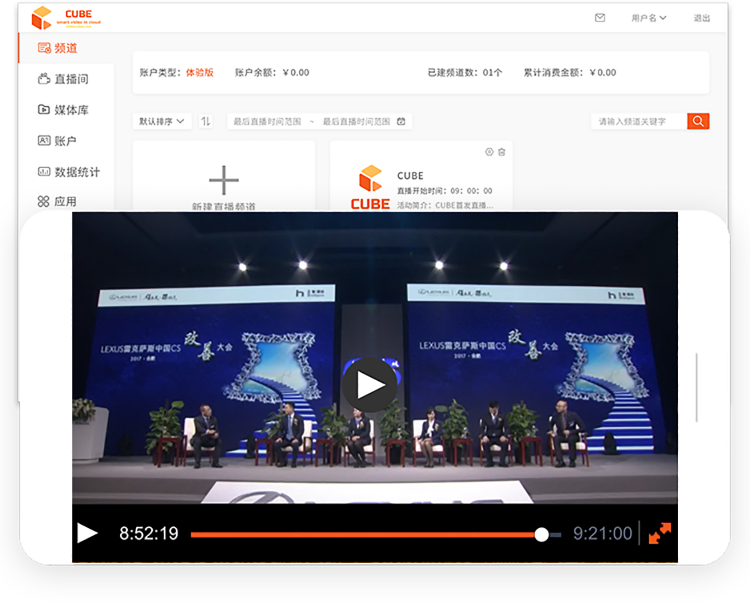 CUBE
smart video in cloud
用户名
退出
频道
直播间
媒体库
账户
数据统计
应用
账户类型：体验版
账户余额：￥0.00
已建频道数：01个
累计消费金额：￥0.00
默认排序
最后直播时间范围 ~ 最后直播时间范围
请输入频道关键字
新建直播频道
CUBE
CUBE
直播开始时间：09：00：00
活动简介：CUBE首发直播...
LEXUS雷克萨斯中国CS 改善 大会
2017 · 合肥
LEXUS雷克萨斯中国CS 改善 大会
2017 · 合肥
8:52:19
9:21:00